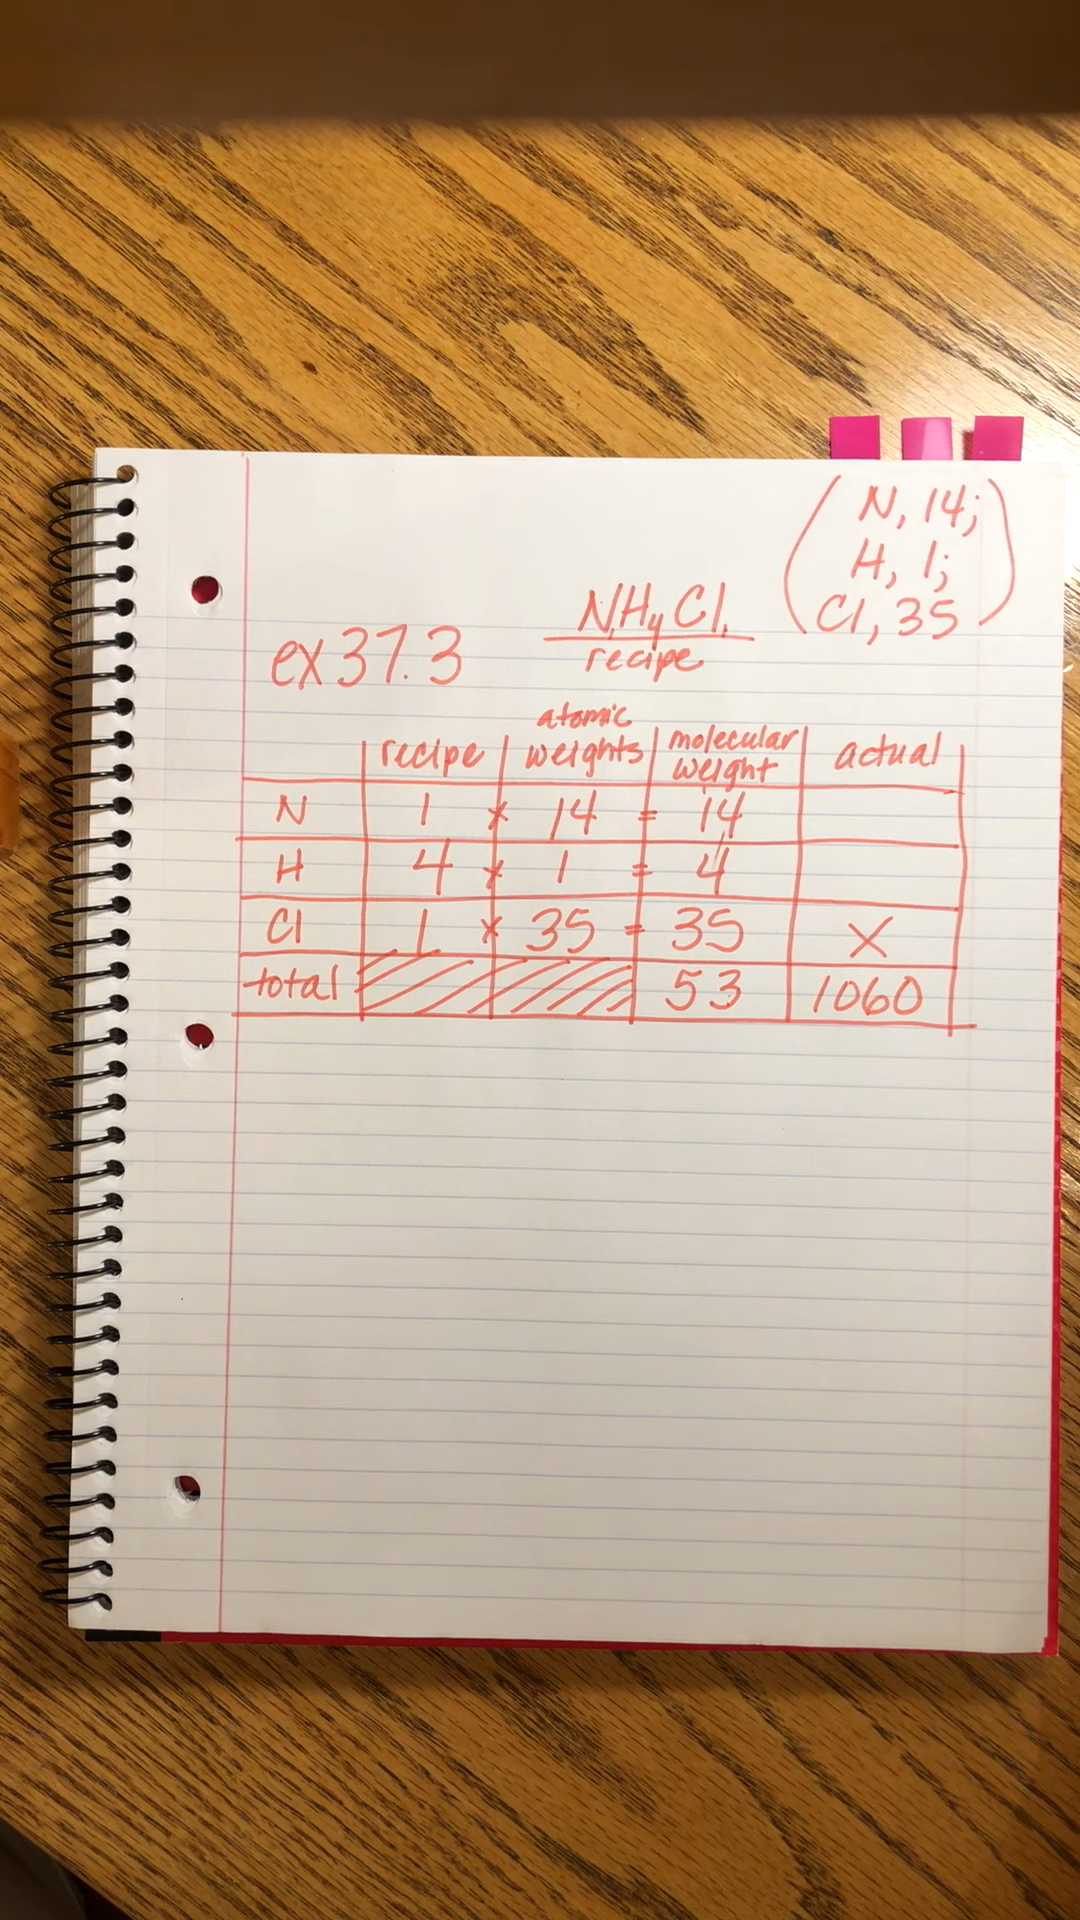 ( N, 14;
H, 1;
Cl, 35 )
N₁H₄Cl₁
ex 37.3
recipe
recipe atomic weights molecular weight actual
N 1 × 14 = 14
H 4 × 1 = 4
Cl 1 × 35 = 35 X
total 53 1060